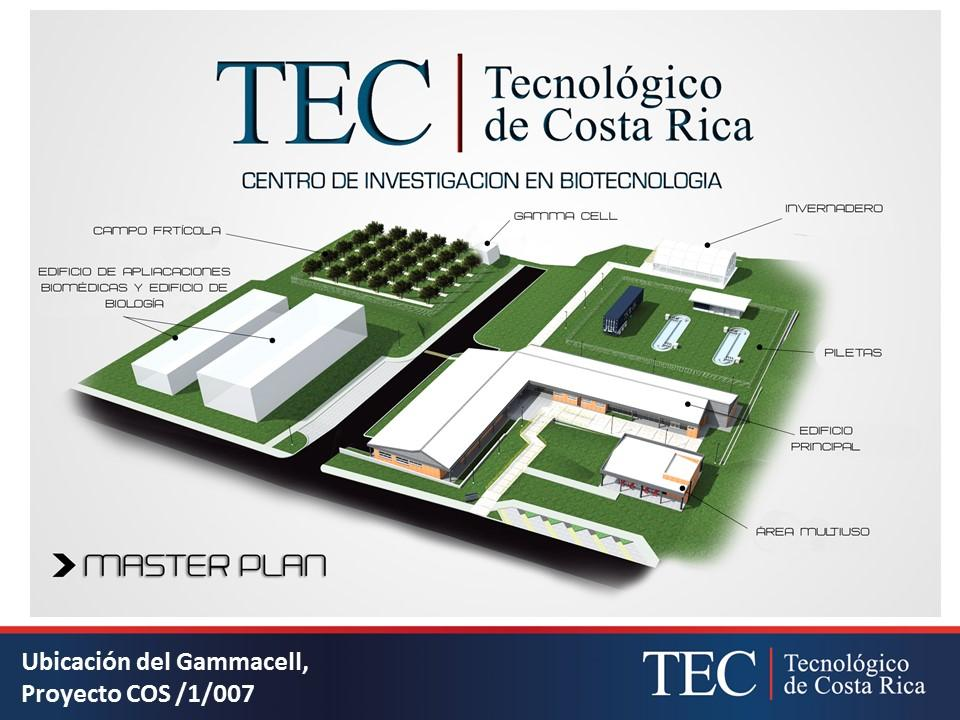 TEC | Tecnológico
de Costa Rica
CENTRO DE INVESTIGACION EN BIOTECNOLOGIA
INVERNADERO
GAMMA CELL
CAMPO FRTÍCOLA
EDIFICIO DE APLIACACIONES
BIOMÉDICAS Y EDIFICIO DE
BIOLOGÍA
PILETAS
EDIFICIO
PRINCIPAL
ÁREA MULTIUSO
MASTER PLAN
Ubicación del Gammacell,
Proyecto COS /1/007
TEC | Tecnológico
de Costa Rica